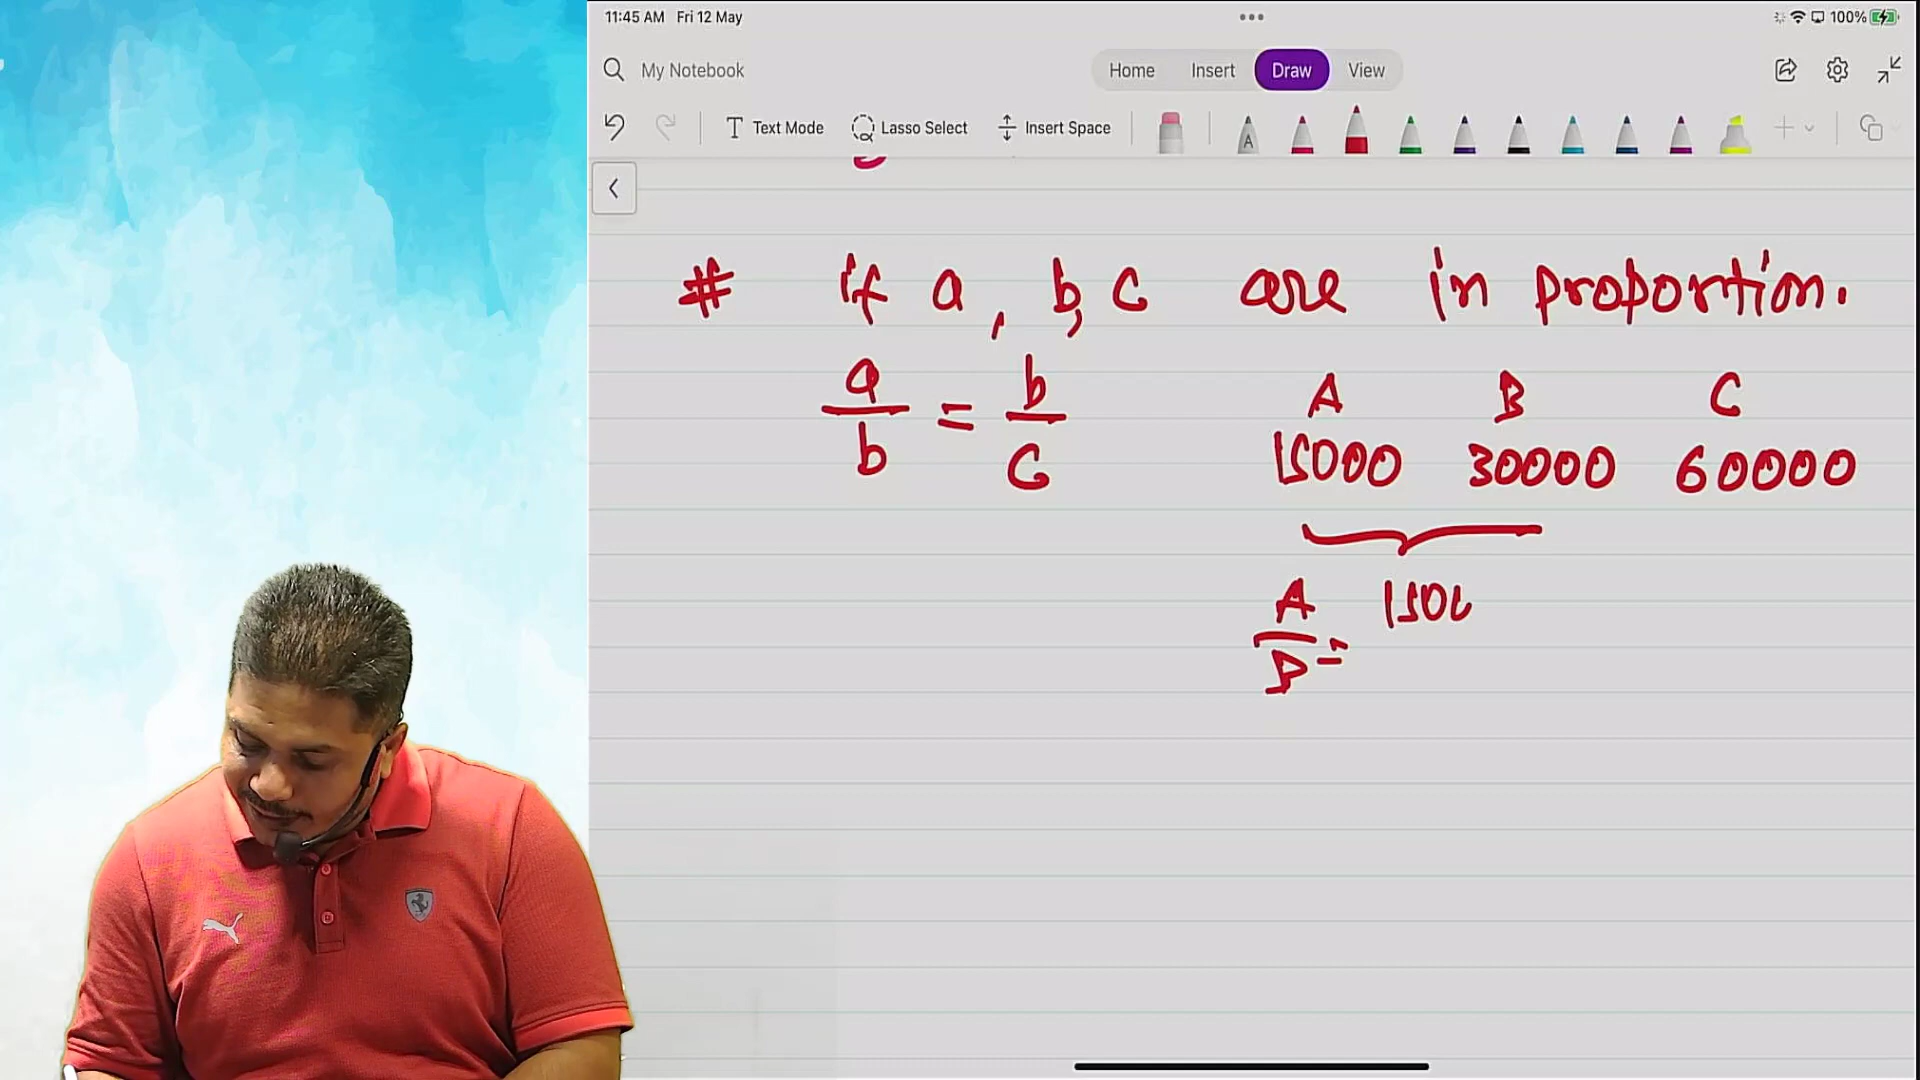 11:45 AM Fri 12 May
100%
My Notebook
Home Insert Draw View
Text Mode Lasso Select Insert Space
A
# if a, b, c are in proportion.
a/b = b/c
A B C
15000 30000 60000
A/B = 1500